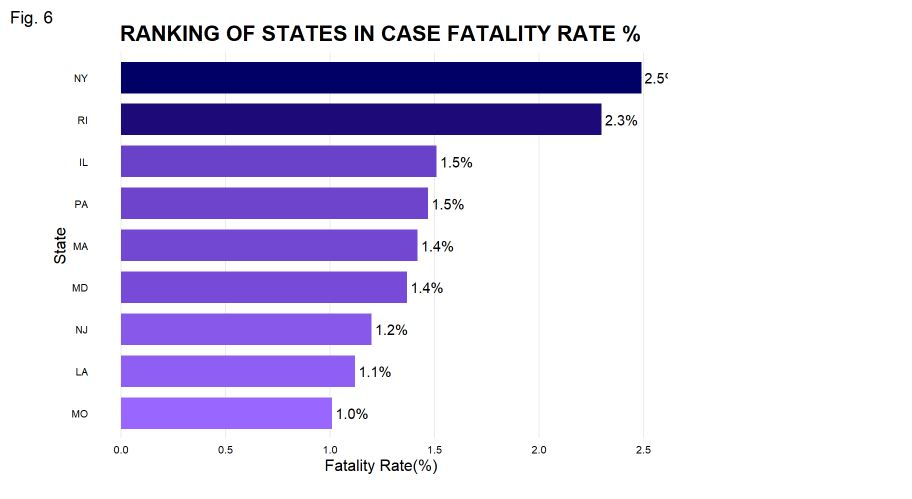 Fig. 6
RANKING OF STATES IN CASE FATALITY RATE %
NY 2.5
RI 2.3%
IL 1.5%
PA 1.5%
State
MA 1.4%
MD 1.4%
NJ 1.2%
LA 1.1%
MO 1.0%
0.0 0.5 1.0 1.5 2.0 2.5
Fatality Rate(%)